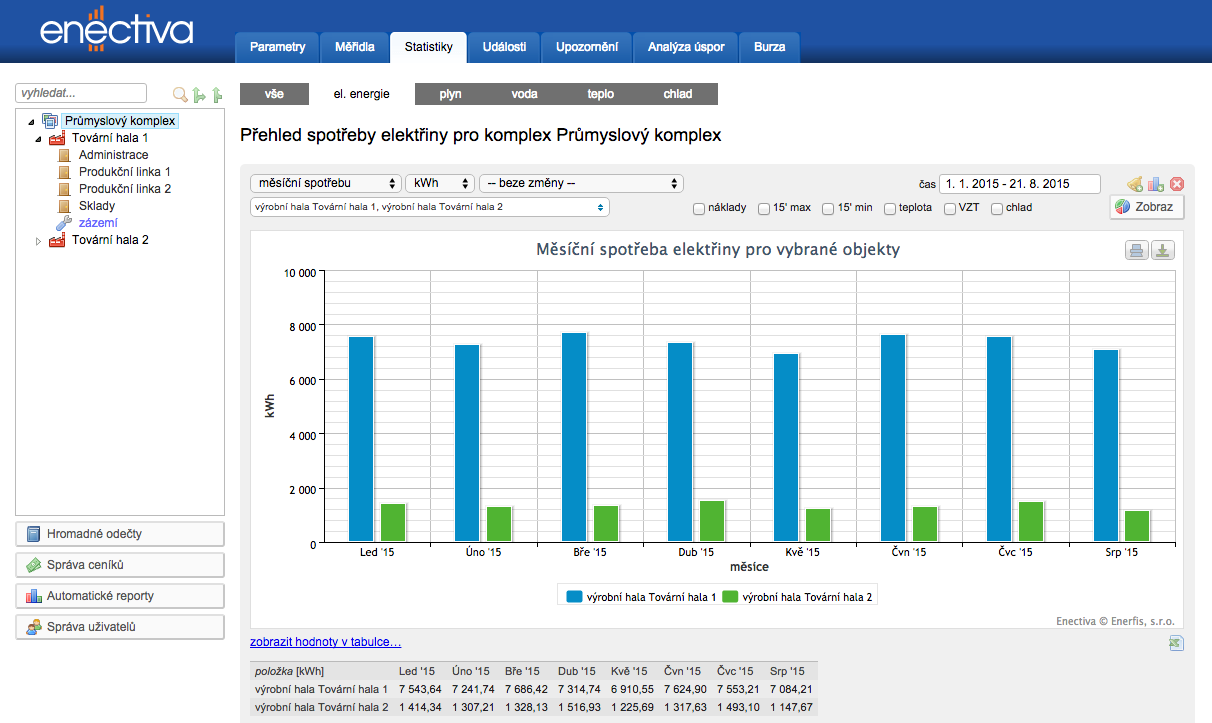 enectiva
Parametry Měřidla Statistiky Události Upozornění Analýza úspor Burza
vyhledat...
Průmyslový komplex
Tovární hala 1
Administrace
Produkční linka 1
Produkční linka 2
Sklady
zázemí
Tovární hala 2
Hromadné odečty
Správa ceníků
Automatické reporty
Správa uživatelů
vše el. energie plyn voda teplo chlad
Přehled spotřeby elektřiny pro komplex Průmyslový komplex
měsíční spotřebu kWh -- beze změny -- čas 1. 1. 2015 - 21. 8. 2015
výrobní hala Tovární hala 1, výrobní hala Tovární hala 2 náklady 15' max 15' min teplota VZT chlad Zobraz
Měsíční spotřeba elektřiny pro vybrané objekty
10 000
8 000
6 000
4 000
2 000
0
kWh
Led '15 Úno '15 Bře '15 Dub '15 Kvě '15 Čvn '15 Čvc '15 Srp '15
měsíce
výrobní hala Tovární hala 1 výrobní hala Tovární hala 2
Enectiva © Enerfis, s.r.o.
zobrazit hodnoty v tabulce…
položka [kWh] Led '15 Úno '15 Bře '15 Dub '15 Kvě '15 Čvn '15 Čvc '15 Srp '15
výrobní hala Tovární hala 1 7 543,64 7 241,74 7 686,42 7 314,74 6 910,55 7 624,90 7 553,21 7 084,21
výrobní hala Tovární hala 2 1 414,34 1 307,21 1 328,13 1 516,93 1 225,69 1 317,63 1 493,10 1 147,67